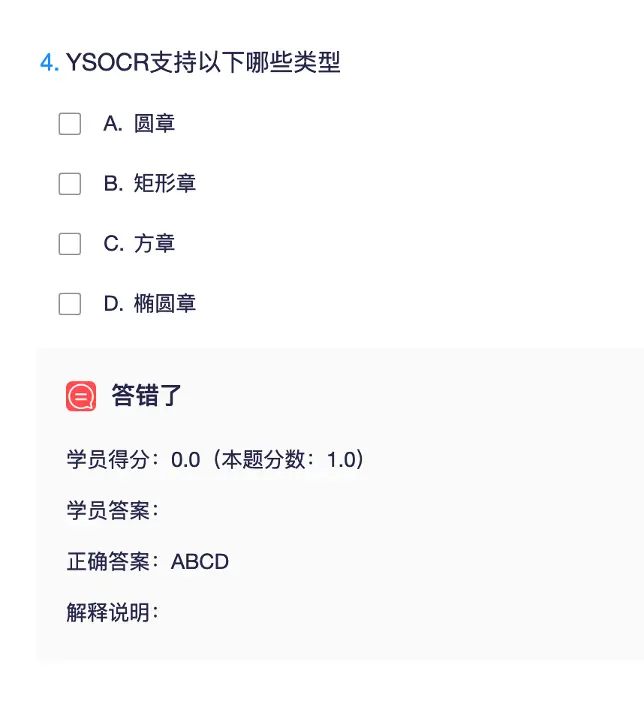 4. YSOCR支持以下哪些类型
A. 圆章
B. 矩形章
C. 方章
D. 椭圆章
答错了
学员得分：0.0（本题分数：1.0）
学员答案：
正确答案：ABCD
解释说明：